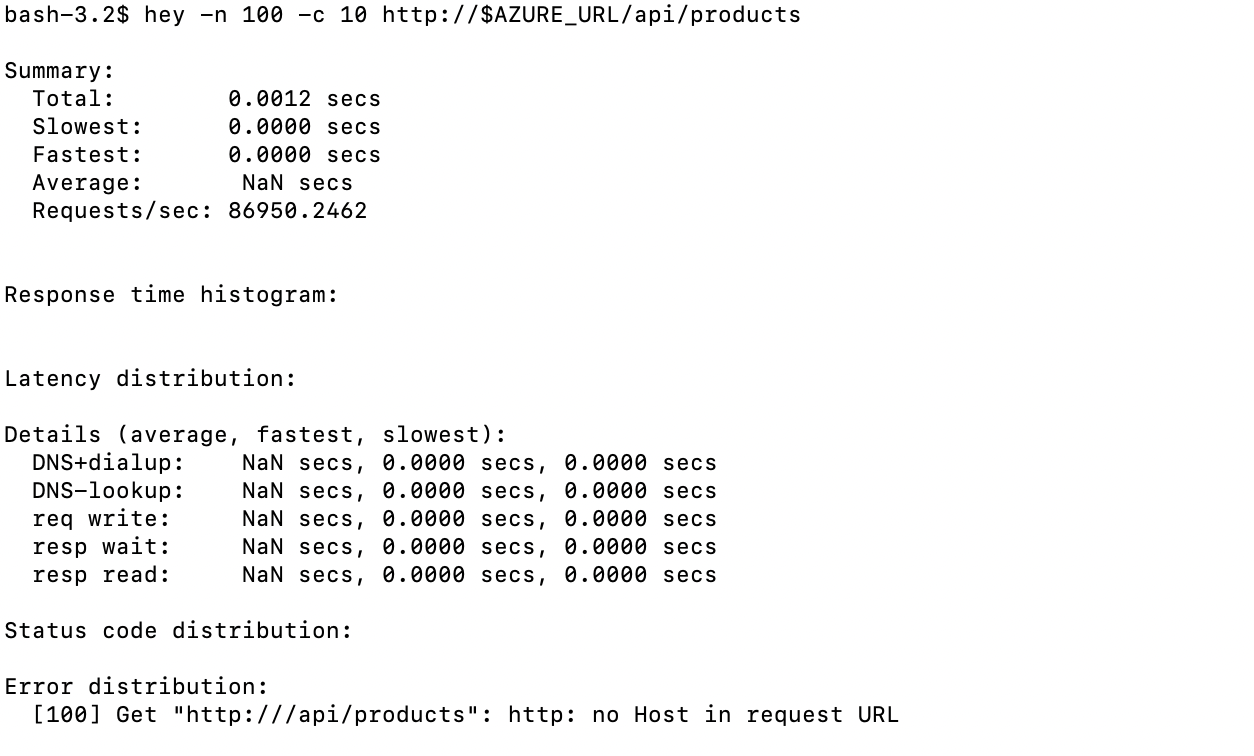 bash-3.2$ hey -n 100 -c 10 http://$AZURE_URL/api/products
Summary:
Total: 0.0012 secs
Slowest: 0.0000 secs
Fastest: 0.0000 secs
Average: NaN secs
Requests/sec: 86950.2462
Response time histogram:
Latency distribution:
Details (average, fastest, slowest):
DNS+dialup: NaN secs, 0.0000 secs, 0.0000 secs
DNS-lookup: NaN secs, 0.0000 secs, 0.0000 secs
req write: NaN secs, 0.0000 secs, 0.0000 secs
resp wait: NaN secs, 0.0000 secs, 0.0000 secs
resp read: NaN secs, 0.0000 secs, 0.0000 secs
Status code distribution:
Error distribution:
[100] Get "http:///api/products": http: no Host in request URL